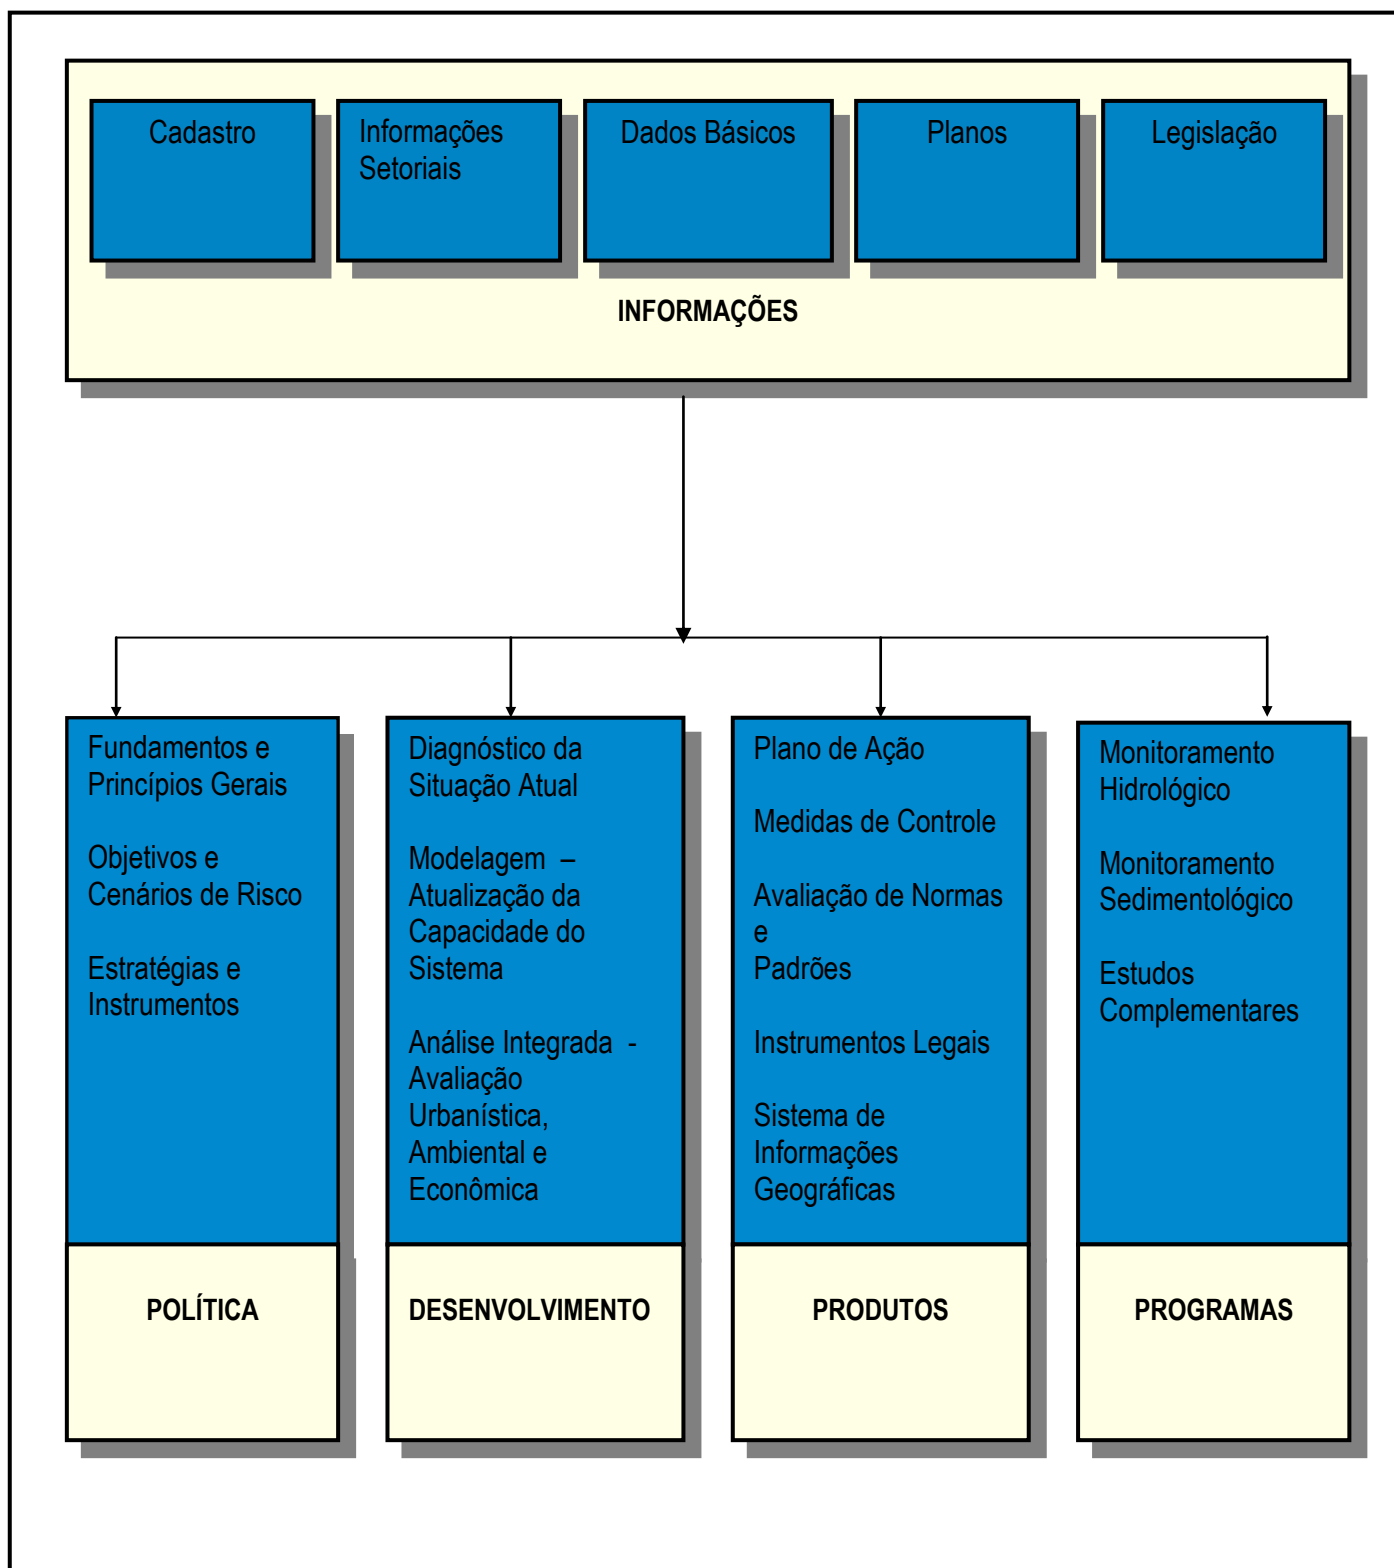 Cadastro
Informações
Setoriais
Dados Básicos
Planos
Legislação
INFORMAÇÕES
Fundamentos e
Princípios Gerais
Objetivos e
Cenários de Risco
Estratégias e
Instrumentos
POLÍTICA
Diagnóstico da
Situação Atual
Modelagem –
Atualização da
Capacidade do
Sistema
Análise Integrada -
Avaliação
Urbanística,
Ambiental e
Econômica
DESENVOLVIMENTO
Plano de Ação
Medidas de Controle
Avaliação de Normas
e
Padrões
Instrumentos Legais
Sistema de
Informações
Geográficas
PRODUTOS
Monitoramento
Hidrológico
Monitoramento
Sedimentológico
Estudos
Complementares
PROGRAMAS